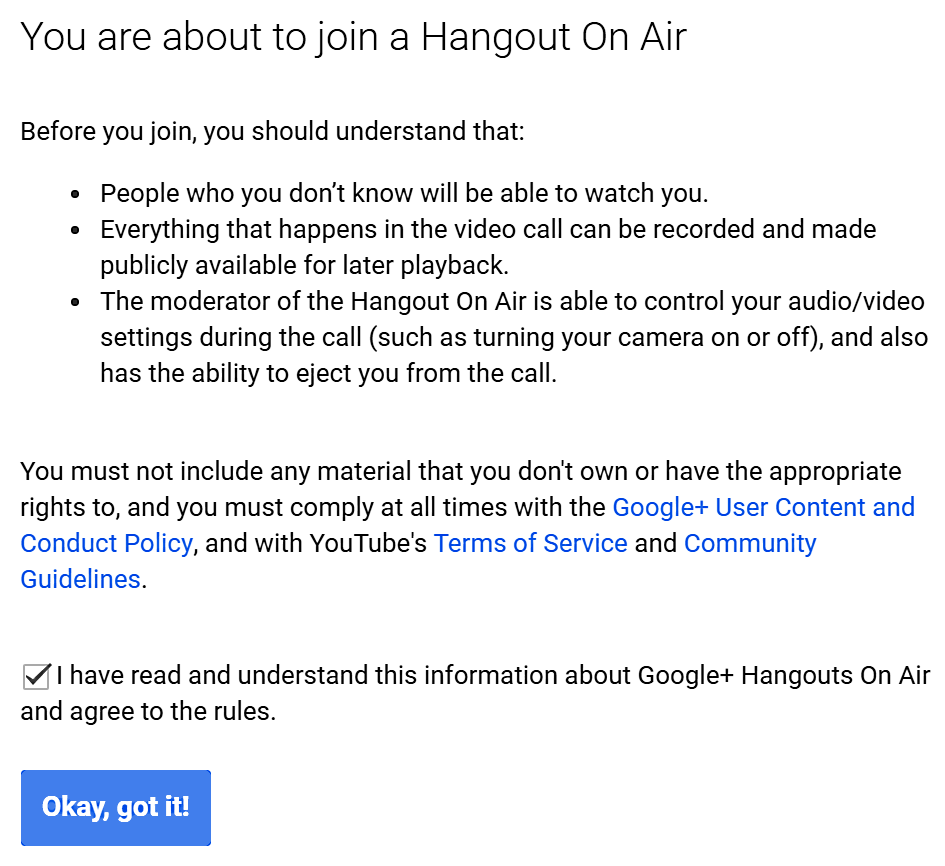 You are about to join a Hangout On Air
Before you join, you should understand that:
• People who you don’t know will be able to watch you.
• Everything that happens in the video call can be recorded and made
publicly available for later playback.
• The moderator of the Hangout On Air is able to control your audio/video
settings during the call (such as turning your camera on or off), and also
has the ability to eject you from the call.
You must not include any material that you don't own or have the appropriate
rights to, and you must comply at all times with the Google+ User Content and
Conduct Policy, and with YouTube's Terms of Service and Community
Guidelines.
I have read and understand this information about Google+ Hangouts On Air
and agree to the rules.
Okay, got it!